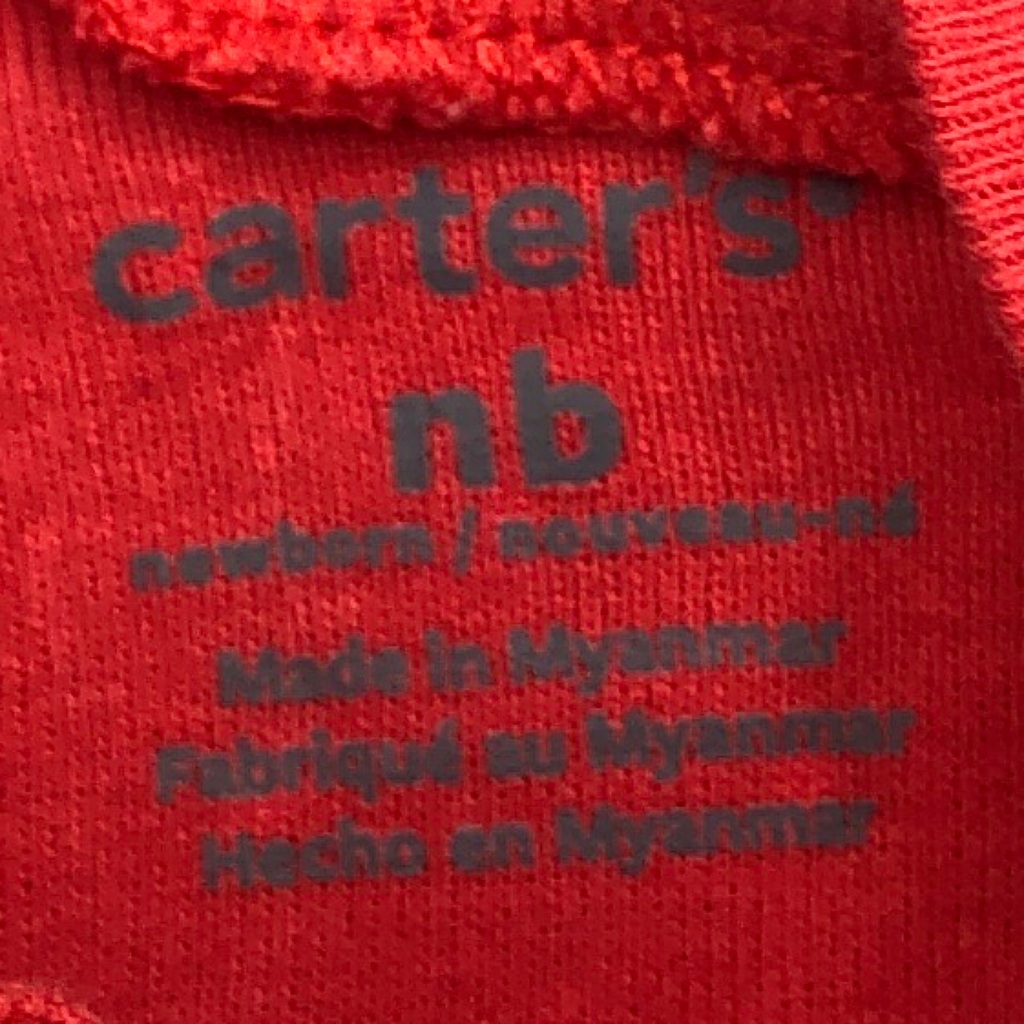 carter's
nb
newborn / nouveau-né
Made in Myanmar
Fabriqué au Myanmar
Hecho en Myanmar